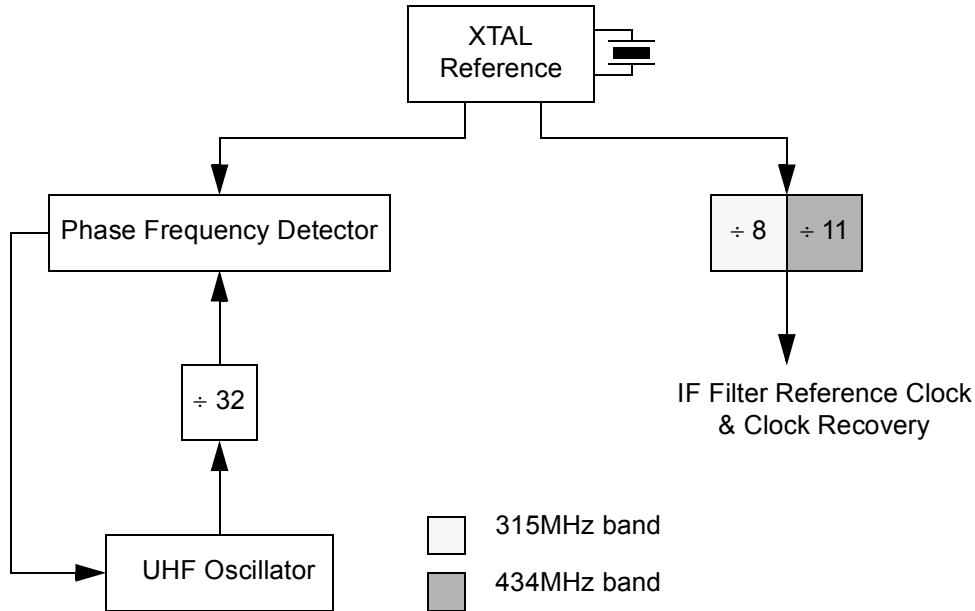 XTAL
Reference
Phase Frequency Detector
÷ 8
÷ 11
÷ 32
IF Filter Reference Clock
& Clock Recovery
UHF Oscillator
315MHz band
434MHz band